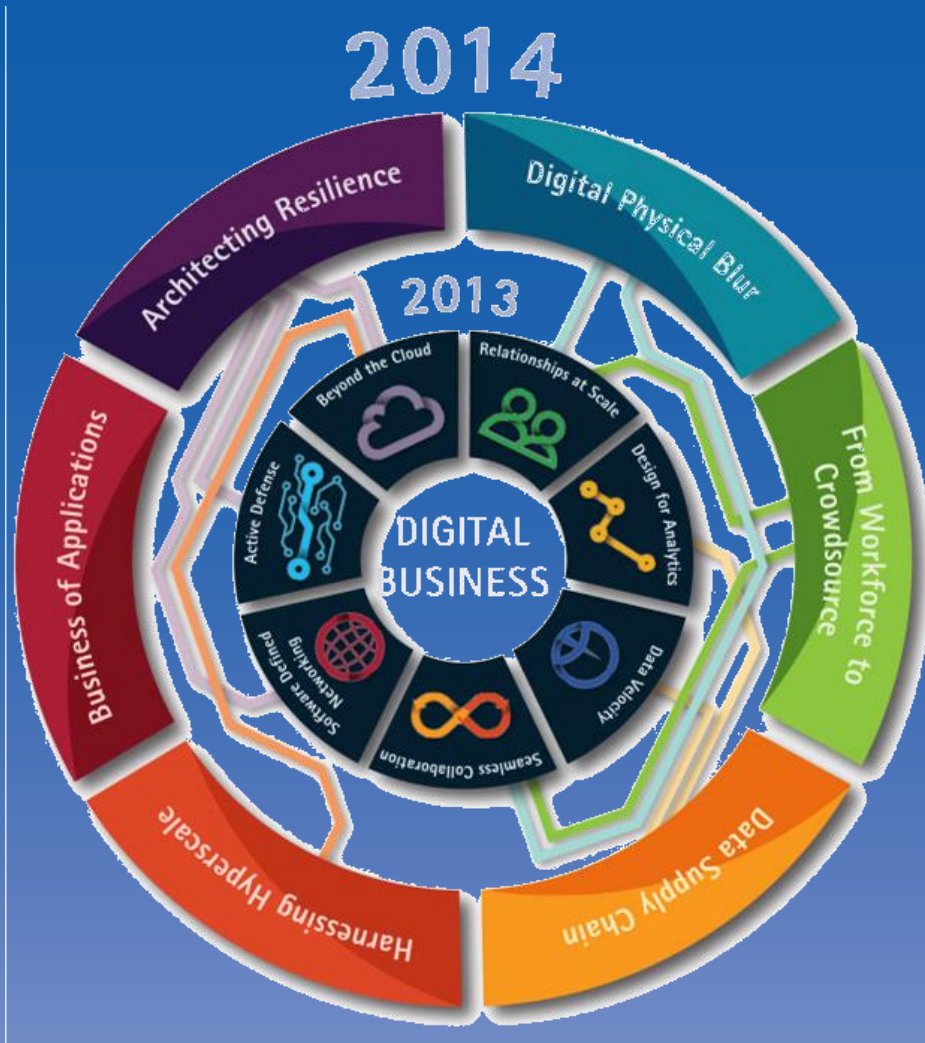 2014
Architecting Resilience
Digital Physical Blur
From Workforce to
Crowdsource
Data Supply Chain
Harnessing Hyperscale
Business of Applications
2013
Beyond the Cloud
Relationships at Scale
Design for Analytics
Data Velocity
Seamless Collaboration
Software Defined
Networking
Active Defense
DIGITAL
BUSINESS